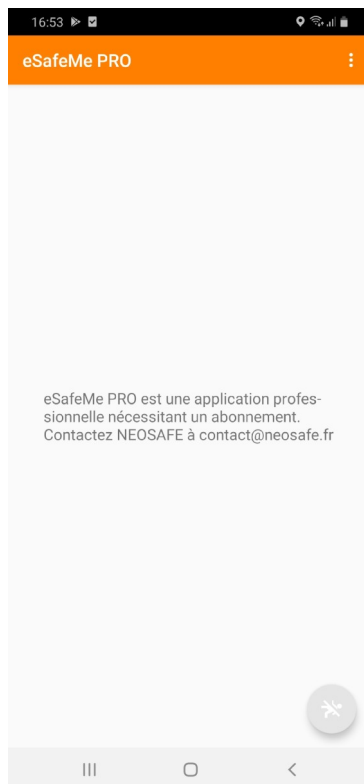 16:53
eSafeMe PRO
eSafeMe PRO est une application profes-
sionnelle nécessitant un abonnement.
Contactez NEOSAFE à contact@neosafe.fr